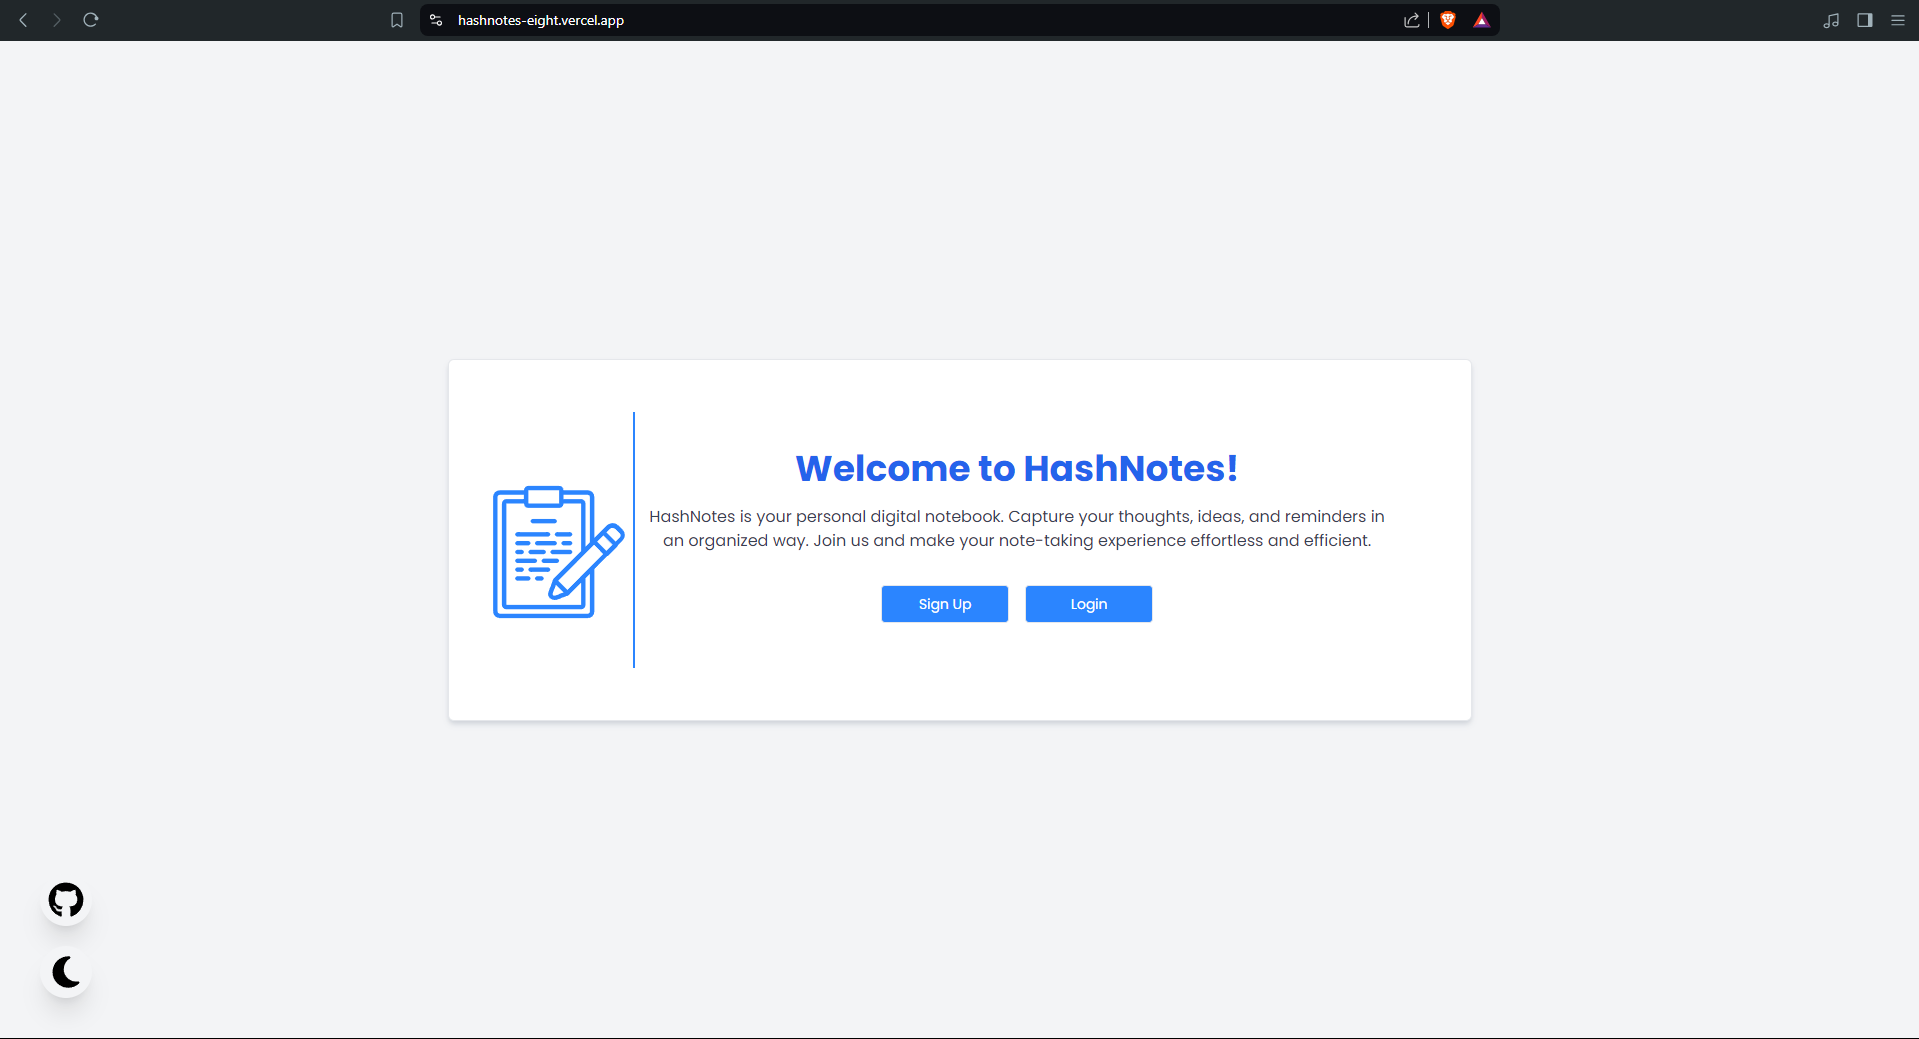 hashnotes-eight.vercel.app
Welcome to HashNotes!
HashNotes is your personal digital notebook. Capture your thoughts, ideas, and reminders in
an organized way. Join us and make your note-taking experience effortless and efficient.
Sign Up Login